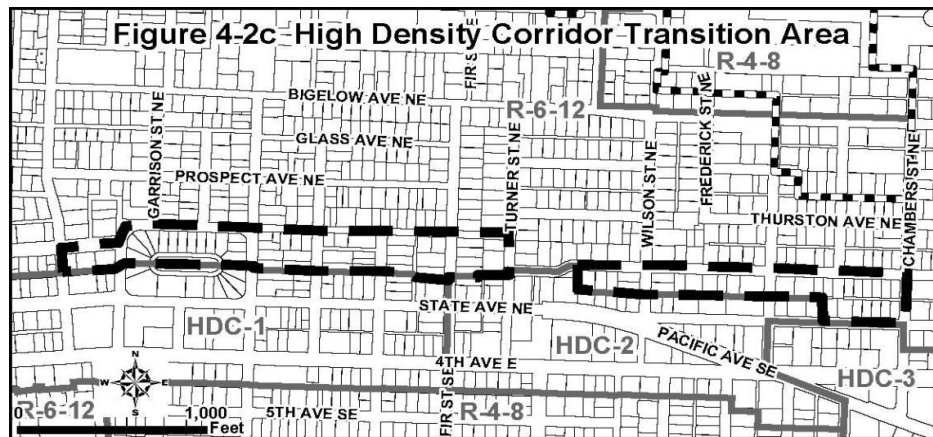 Figure 4-2c High Density Corridor Transition Area
R-4-8
FIR ST NE
BIGELOW AVE NE
R-6-12
GARRISON ST NE
GLASS AVE NE
TURNER ST NE
WILSON ST NE
FREDERICK ST NE
CHAMBERS ST NE
PROSPECT AVE NE
THURSTON AVE NE
STATE AVE NE
HDC-1
HDC-2
PACIFIC AVE SE
HDC-3
4TH AVE E
N
W
E
S
R-6-12
0
1,000
Feet
5TH AVE SE
FIR ST SE
R-4-8